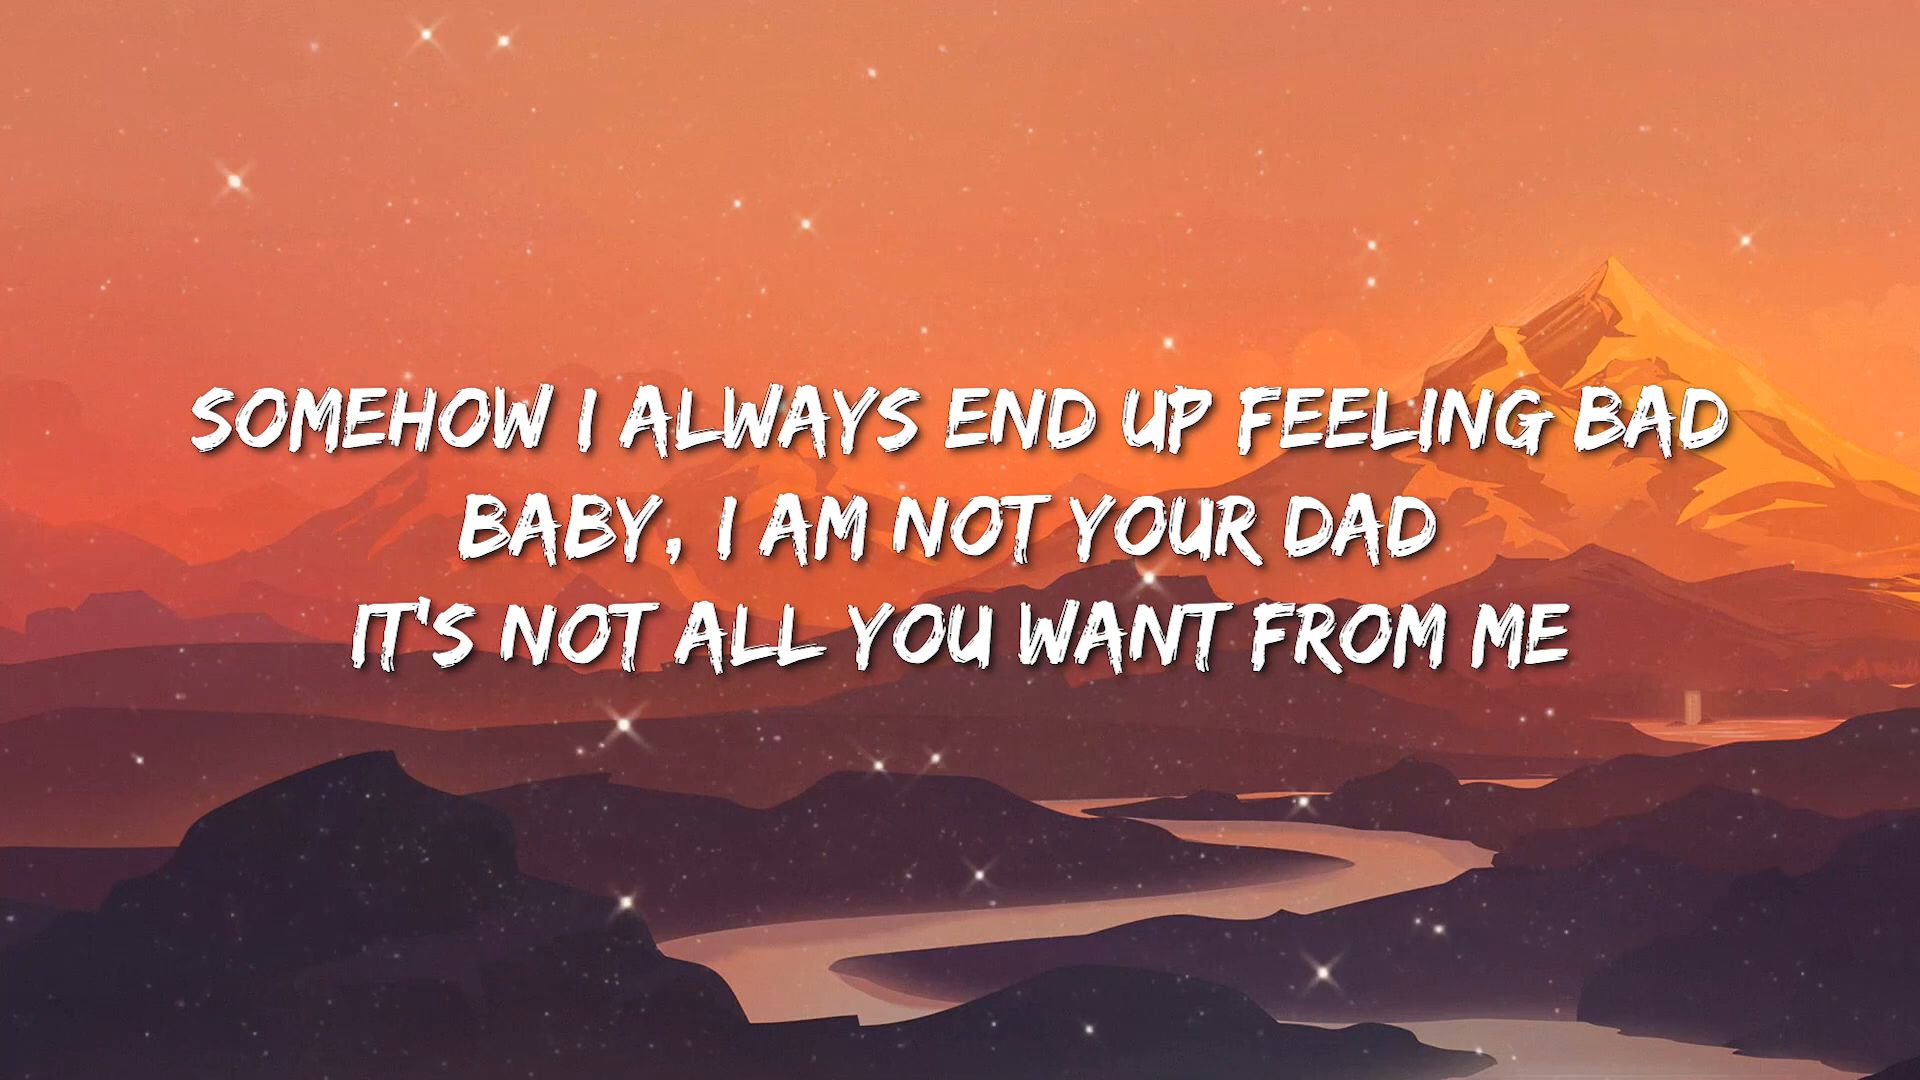 SOMEHOW I ALWAYS END UP FEELING BAD
BABY, I AM NOT YOUR DAD
IT'S NOT ALL YOU WANT FROM ME